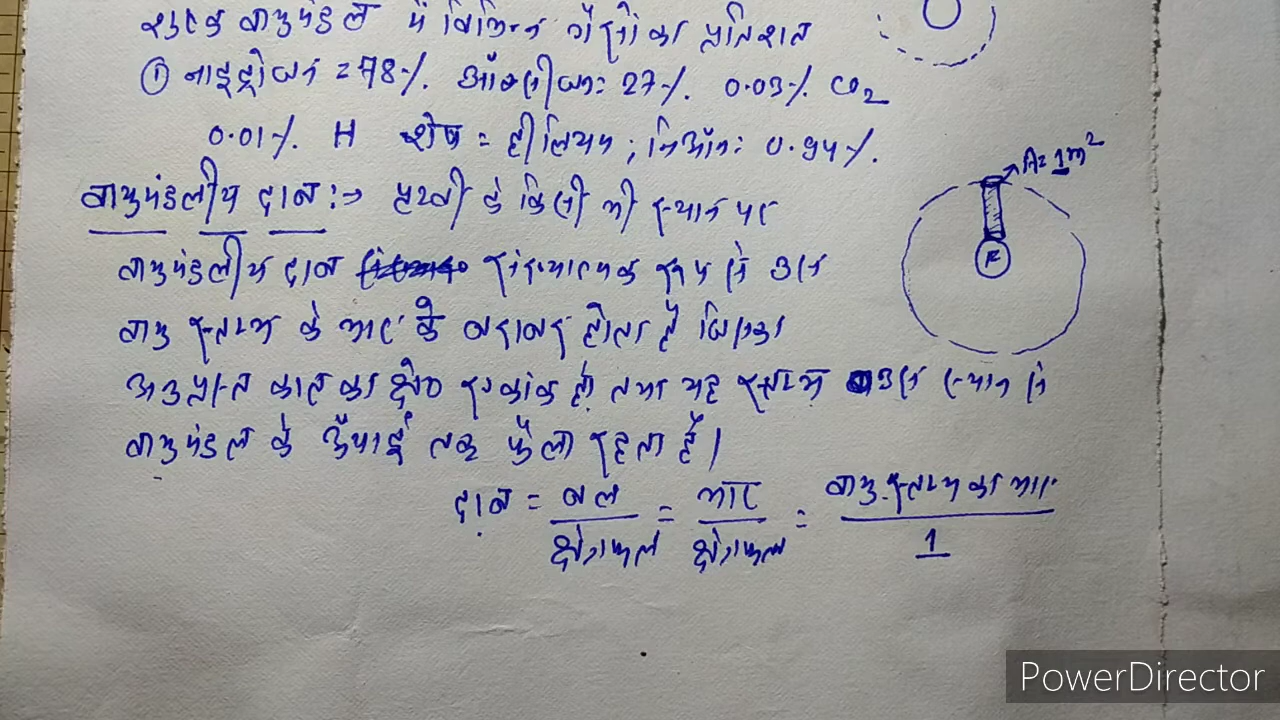 शुष्क वायुमंडल में विभिन्न गैसों का प्रतिशत
① नाइट्रोजन = 78%. ऑक्सीजन: 27%. 0.03%. CO₂
0.01%. H शेष = हीलियम ; निऑन: 0.94%.
A=1m²
वायुमंडलीय दाब :⇒ पृथ्वी के किसी भी स्थान पर
वायुमंडलीय दाब संख्यात्मक रूप से उस
R
वायु स्तम्भ के भार के बराबर होता है जिसका
अनुप्रस्थ काट का क्षेत्र एकांक हो तथा यह स्तम्भ उस स्थान से
वायुमंडल के ऊँचाई तक फैला रहता है।
दाब = बल/क्षेत्रफल = भार/क्षेत्रफल = वायु स्तम्भ का भार/1
PowerDirector